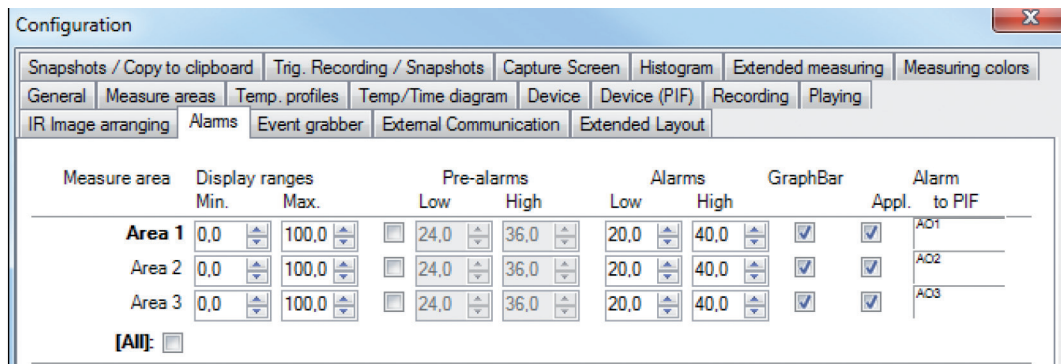 Configuration
Snapshots / Copy to clipboard Trig. Recording / Snapshots Capture Screen Histogram Extended measuring Measuring colors
General Measure areas Temp. profiles Temp/Time diagram Device Device (PIF) Recording Playing
IR Image arranging Alarms Event grabber External Communication Extended Layout
Measure area Display ranges Pre-alarms Alarms GraphBar Alarm
Min. Max. Low High Low High Appl. to PIF
Area 1 0,0 100,0 24,0 36,0 20,0 40,0 AO1
Area 2 0,0 100,0 24,0 36,0 20,0 40,0 AO2
Area 3 0,0 100,0 24,0 36,0 20,0 40,0 AO3
[All]: